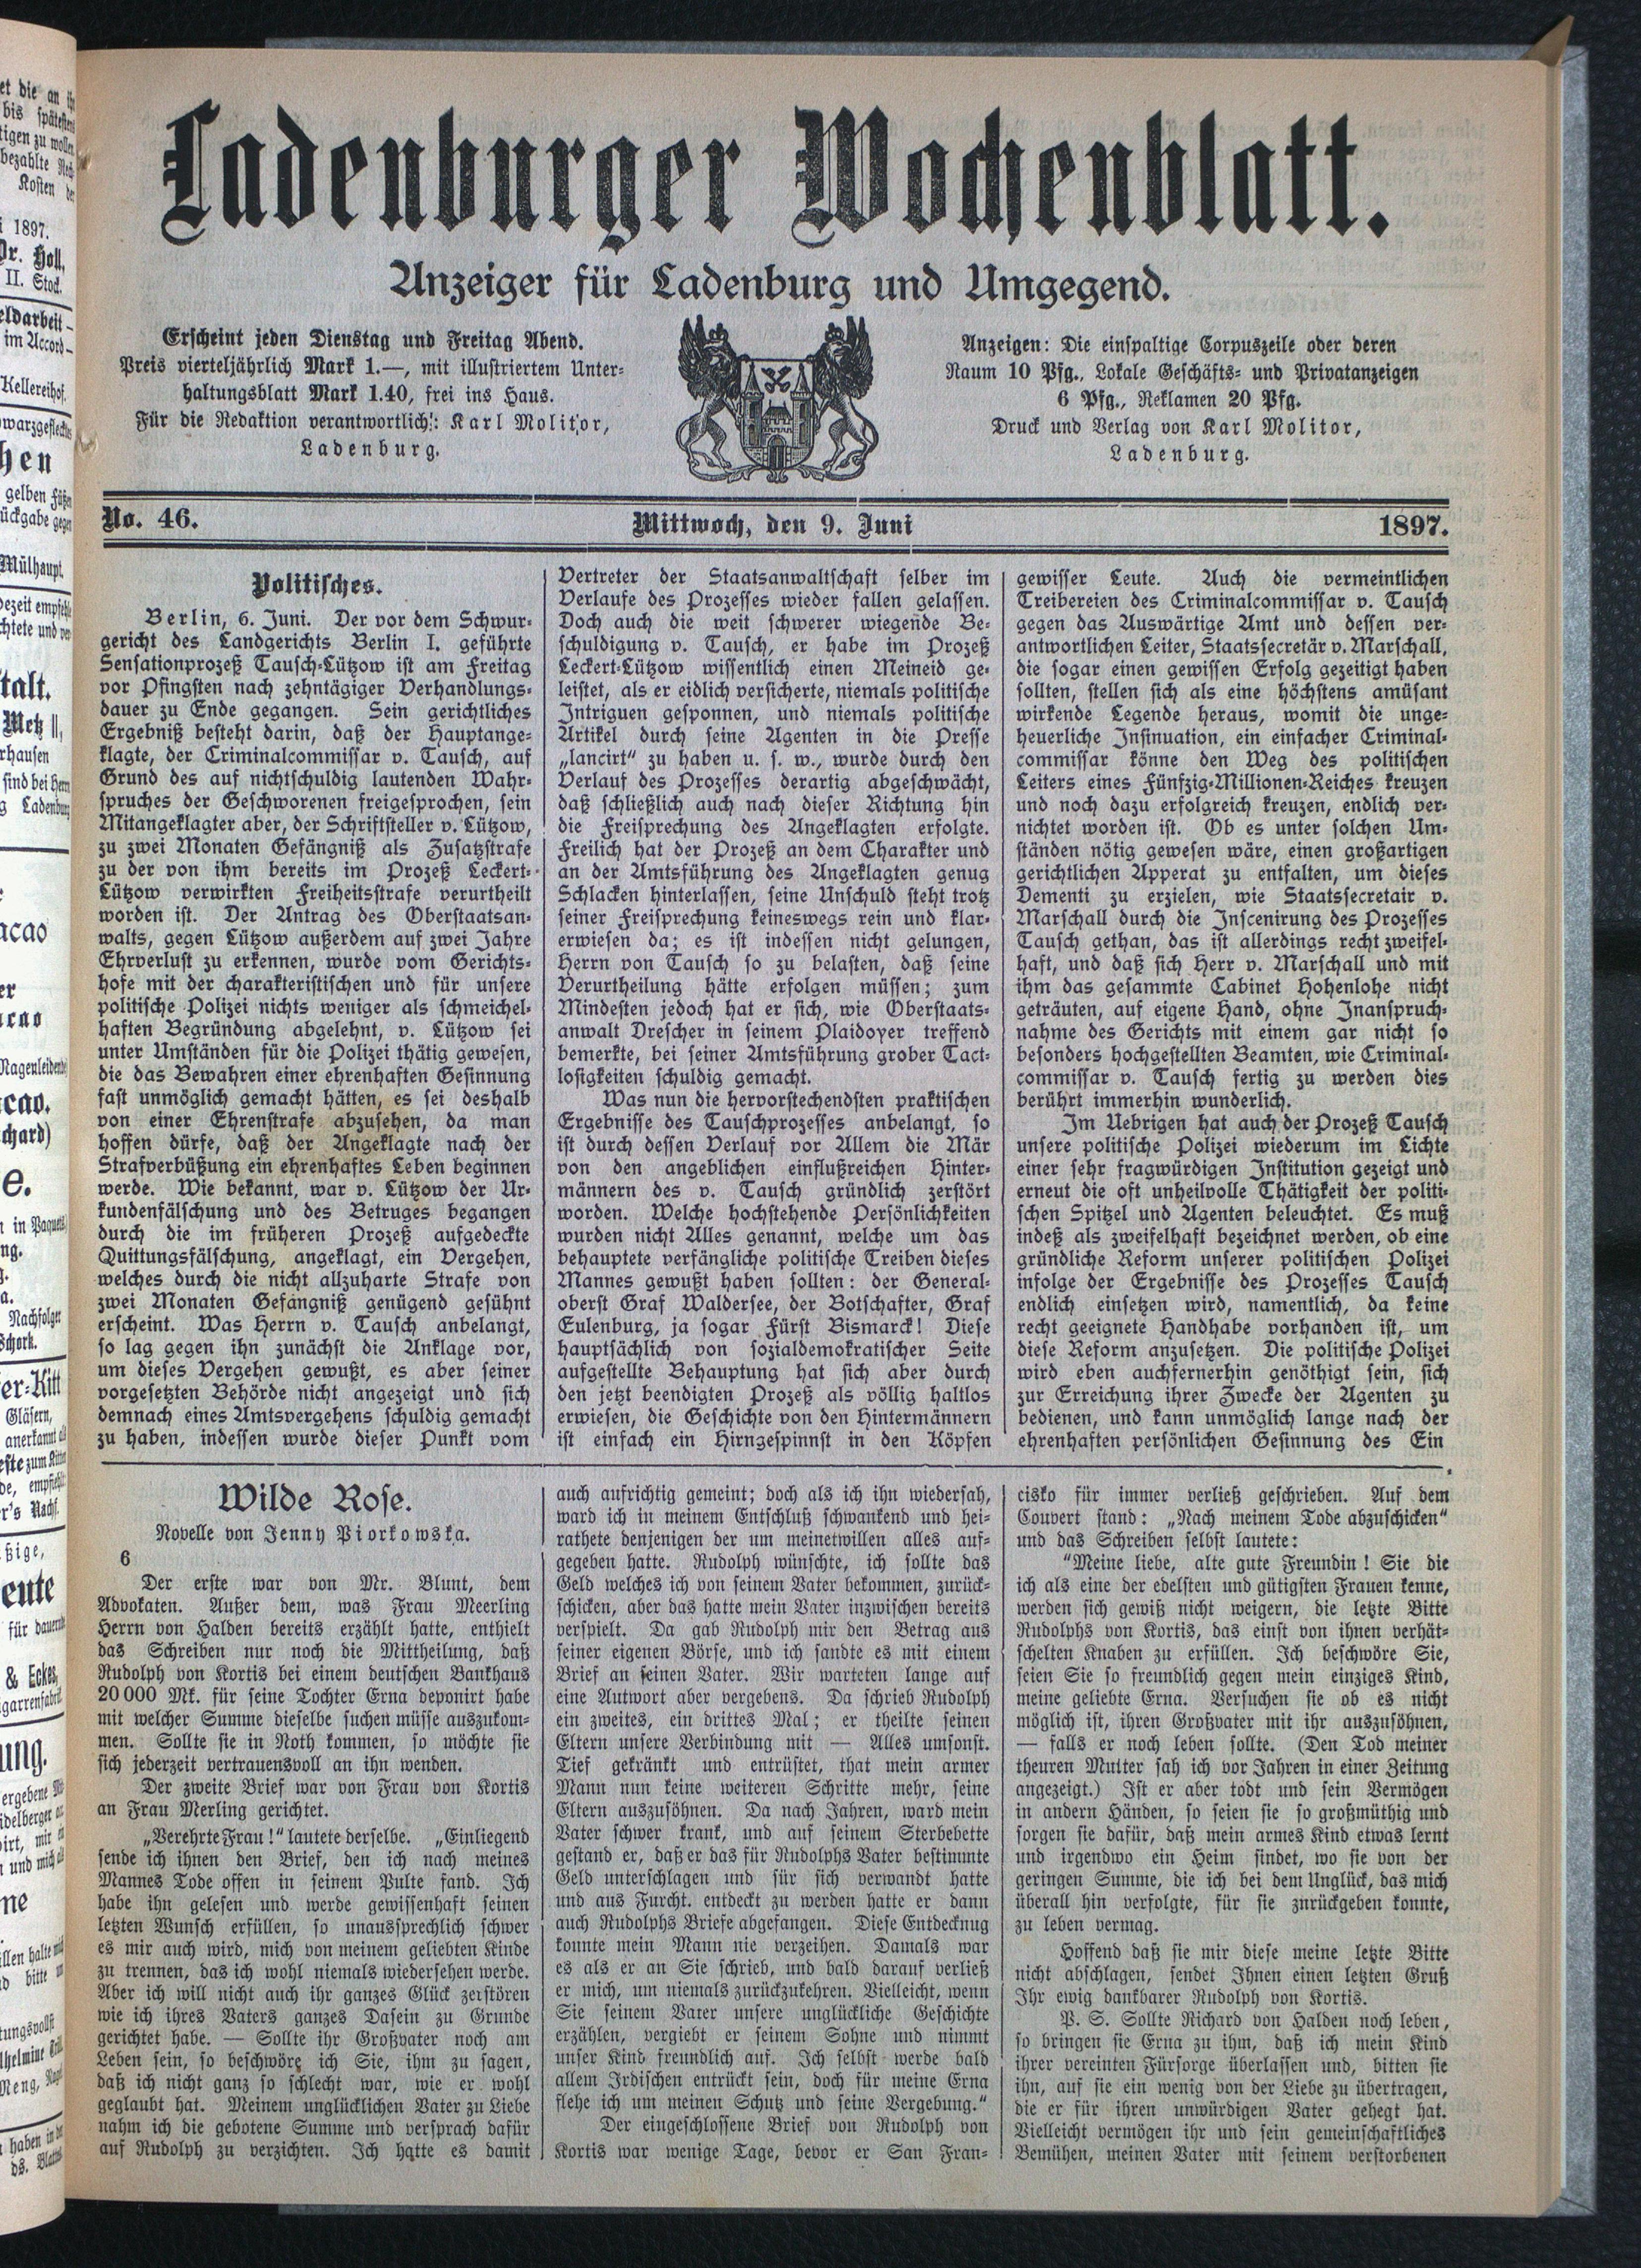 Ladenburger Wochenblatt.
Anzeiger für Ladenburg und Umgegend.
Erscheint jeden Dienstag und Freitag Abend.
Preis vierteljährlich Mark 1.—, mit illustriertem Unter-
haltungsblatt Mark 1.40, frei ins Haus.
Für die Redaktion verantwortlich: Karl Molitor,
Ladenburg.
Anzeigen: Die einspaltige Corpuszeile oder deren
Raum 10 Pfg., Lokale Geschäfts- und Privatanzeigen
6 Pfg., Reklamen 20 Pfg.
Druck und Verlag von Karl Molitor,
Ladenburg.
No. 46.
Mittwoch, den 9. Juni
1897.
Politisches.
Berlin, 6. Juni. Der vor dem Schwur-
gericht des Landgerichts Berlin I. geführte
Sensationprozeß Tausch-Lützow ist am Freitag
vor Pfingsten nach zehntägiger Verhandlungs-
dauer zu Ende gegangen. Sein gerichtliches
Ergebniß besteht darin, daß der Hauptange-
klagte, der Criminalcommissar v. Tausch, auf
Grund des auf nichtschuldig lautenden Wahr-
spruches der Geschworenen freigesprochen, sein
Mitangeklagter aber, der Schriftsteller v. Lützow,
zu zwei Monaten Gefängniß als Zusatzstrafe
zu der von ihm bereits im Prozeß Leckert-
Lützow verwirkten Freiheitsstrafe verurtheilt
worden ist. Der Antrag des Oberstaatsan-
walts, gegen Lützow außerdem auf zwei Jahre
Ehrverlust zu erkennen, wurde vom Gerichts-
hofe mit der charakteristischen und für unsere
politische Polizei nichts weniger als schmeichel-
haften Begründung abgelehnt, v. Lützow sei
unter Umständen für die Polizei thätig gewesen,
die das Bewahren einer ehrenhaften Gesinnung
fast unmöglich gemacht hätten, es sei deshalb
von einer Ehrenstrafe abzusehen, da man
hoffen dürfe, daß der Angeklagte nach der
Strafverbüßung ein ehrenhaftes Leben beginnen
werde. Wie bekannt, war v. Lützow der Ur-
kundenfälschung und des Betruges begangen
durch die im früheren Prozeß aufgedeckte
Quittungsfälschung, angeklagt, ein Vergehen,
welches durch die nicht allzuharte Strafe von
zwei Monaten Gefängniß genügend gesühnt
erscheint. Was Herrn v. Tausch anbelangt,
so lag gegen ihn zunächst die Anklage vor,
um dieses Vergehen gewußt, es aber seiner
vorgesetzten Behörde nicht angezeigt und sich
demnach eines Amtsvergehens schuldig gemacht
zu haben, indessen wurde dieser Punkt vom
Vertreter der Staatsanwaltschaft selber im
Verlaufe des Prozesses wieder fallen gelassen.
Doch auch die weit schwerer wiegende Be-
schuldigung v. Tausch, er habe im Prozeß
Leckert-Lützow wissentlich einen Meineid ge-
leistet, als er eidlich versicherte, niemals politische
Intriguen gesponnen, und niemals politische
Artikel durch seine Agenten in die Presse
„lancirt“ zu haben u. s. w., wurde durch den
Verlauf des Prozesses derartig abgeschwächt,
daß schließlich auch nach dieser Richtung hin
die Freisprechung des Angeklagten erfolgte.
Freilich hat der Prozeß an dem Charakter und
an der Amtsführung des Angeklagten genug
Schlacken hinterlassen, seine Unschuld steht trotz
seiner Freisprechung keineswegs rein und klar-
erwiesen da; es ist indessen nicht gelungen,
Herrn von Tausch so zu belasten, daß seine
Verurtheilung hätte erfolgen müssen; zum
Mindesten jedoch hat er sich, wie Oberstaats-
anwalt Drescher in seinem Plaidoyer treffend
bemerkte, bei seiner Amtsführung grober Tact-
losigkeiten schuldig gemacht.
Was nun die hervorstechendsten praktischen
Ergebnisse des Tauschprozesses anbelangt, so
ist durch dessen Verlauf vor Allem die Mär
von den angeblichen einflußreichen Hinter-
männern des v. Tausch gründlich zerstört
worden. Welche hochstehende Persönlichkeiten
wurden nicht Alles genannt, welche um das
behauptete verfängliche politische Treiben dieses
Mannes gewußt haben sollten: der General-
oberst Graf Waldersee, der Botschafter, Graf
Eulenburg, ja sogar Fürst Bismarck! Diese
hauptsächlich von sozialdemokratischer Seite
aufgestellte Behauptung hat sich aber durch
den jetzt beendigten Prozeß als völlig haltlos
erwiesen, die Geschichte von den Hintermännern
ist einfach ein Hirngespinnst in den Köpfen
gewisser Leute. Auch die vermeintlichen
Treibereien des Criminalcommissar v. Tausch
gegen das Auswärtige Amt und dessen ver-
antwortlichen Leiter, Staatssecretär v. Marschall,
die sogar einen gewissen Erfolg gezeitigt haben
sollten, stellen sich als eine höchstens amüsant
wirkende Legende heraus, womit die unge-
heuerliche Insinuation, ein einfacher Criminal-
commissar könne den Weg des politischen
Leiters eines Fünfzig-Millionen-Reiches kreuzen
und noch dazu erfolgreich kreuzen, endlich ver-
nichtet worden ist. Ob es unter solchen Um-
ständen nötig gewesen wäre, einen großartigen
gerichtlichen Apperat zu entfalten, um dieses
Dementi zu erzielen, wie Staatssecretair v.
Marschall durch die Inscenirung des Prozesses
Tausch gethan, das ist allerdings recht zweifel-
haft, und daß sich Herr v. Marschall und mit
ihm das gesammte Cabinet Hohenlohe nicht
geträuten, auf eigene Hand, ohne Inanspruch-
nahme des Gerichts mit einem gar nicht so
besonders hochgestellten Beamten, wie Criminal-
commissar v. Tausch fertig zu werden dies
berührt immerhin wunderlich.
Im Uebrigen hat auch der Prozeß Tausch
unsere politische Polizei wiederum im Lichte
einer sehr fragwürdigen Institution gezeigt und
erneut die oft unheilvolle Thätigkeit der politi-
schen Spitzel und Agenten beleuchtet. Es muß
indeß als zweifelhaft bezeichnet werden, ob eine
gründliche Reform unserer politischen Polizei
infolge der Ergebnisse des Prozesses Tausch
endlich einsetzen wird, namentlich, da keine
recht geeignete Handhabe vorhanden ist, um
diese Reform anzusetzen. Die politische Polizei
wird eben auchfernerhin genöthigt sein, sich
zur Erreichung ihrer Zwecke der Agenten zu
bedienen, und kann unmöglich lange nach der
ehrenhaften persönlichen Gesinnung des Ein
Wilde Rose.
Novelle von Jenny Piorkowska.
6
Der erste war von Mr. Blunt, dem
Advokaten. Außer dem, was Frau Meerling
Herrn von Halden bereits erzählt hatte, enthielt
das Schreiben nur noch die Mittheilung, daß
Rudolph von Kortis bei einem deutschen Bankhaus
20 000 Mk. für seine Tochter Erna deponirt habe
mit welcher Summe dieselbe suchen müsse auszukom-
men. Sollte sie in Noth kommen, so möchte sie
sich jederzeit vertrauensvoll an ihn wenden.
Der zweite Brief war von Frau von Kortis
an Frau Merling gerichtet.
„Verehrte Frau!“ lautete derselbe. „Einliegend
sende ich ihnen den Brief, den ich nach meines
Mannes Tode offen in seinem Pulte fand. Ich
habe ihn gelesen und werde gewissenhaft seinen
letzten Wunsch erfüllen, so unaussprechlich schwer
es mir auch wird, mich von meinem geliebten Kinde
zu trennen, das ich wohl niemals wiedersehen werde.
Aber ich will nicht auch ihr ganzes Glück zerstören
wie ich ihres Vaters ganzes Dasein zu Grunde
gerichtet habe. — Sollte ihr Großvater noch am
Leben sein, so beschwöre ich Sie, ihm zu sagen,
daß ich nicht ganz so schlecht war, wie er wohl
geglaubt hat. Meinem unglücklichen Vater zu Liebe
nahm ich die gebotene Summe und versprach dafür
auf Rudolph zu verzichten. Ich hatte es damit
auch aufrichtig gemeint; doch als ich ihn wiedersah,
ward ich in meinem Entschluß schwankend und hei-
rathete denjenigen der um meinetwillen alles auf-
gegeben hatte. Rudolph wünschte, ich sollte das
Geld welches ich von seinem Vater bekommen, zurück-
schicken, aber das hatte mein Vater inzwischen bereits
verspielt. Da gab Rudolph mir den Betrag aus
seiner eigenen Börse, und ich sandte es mit einem
Brief an seinen Vater. Wir warteten lange auf
eine Autwort aber vergebens. Da schrieb Rudolph
ein zweites, ein drittes Mal; er theilte seinen
Eltern unsere Verbindung mit — Alles umsonst.
Tief gekränkt und entrüstet, that mein armer
Mann nun keine weiteren Schritte mehr, seine
Eltern auszusöhnen. Da nach Jahren, ward mein
Vater schwer krank, und auf seinem Sterbebette
gestand er, daß er das für Rudolphs Vater bestimmte
Geld unterschlagen und für sich verwandt hatte
und aus Furcht. entdeckt zu werden hatte er dann
auch Rudolphs Briefe abgefangen. Diese Entdecknug
konnte mein Mann nie verzeihen. Damals war
es als er an Sie schrieb, und bald darauf verließ
er mich, um niemals zurückzukehren. Vielleicht, wenn
Sie seinem Vater unsere unglückliche Geschichte
erzählen, vergiebt er seinem Sohne und nimmt
unser Kind freundlich auf. Ich selbst werde bald
allem Irdischen entrückt sein, doch für meine Erna
flehe ich um meinen Schutz und seine Vergebung.“
Der eingeschlossene Brief von Rudolph von
Kortis war wenige Tage, bevor er San Fran-
cisko für immer verließ geschrieben. Auf dem
Couvert stand: „Nach meinem Tode abzuschicken“
und das Schreiben selbst lautete:
“Meine liebe, alte gute Freundin! Sie die
ich als eine der edelsten und gütigsten Frauen kenne,
werden sich gewiß nicht weigern, die letzte Bitte
Rudolphs von Kortis, das einst von ihnen verhät-
schelten Knaben zu erfüllen. Ich beschwöre Sie,
seien Sie so freundlich gegen mein einziges Kind,
meine geliebte Erna. Versuchen sie ob es nicht
möglich ist, ihren Großvater mit ihr auszusöhnen,
— falls er noch leben sollte. (Den Tod meiner
theuren Mutter sah ich vor Jahren in einer Zeitung
angezeigt.) Ist er aber todt und sein Vermögen
in andern Händen, so seien sie so großmüthig und
sorgen sie dafür, daß mein armes Kind etwas lernt
und irgendwo ein Heim findet, wo sie von der
geringen Summe, die ich bei dem Unglück, das mich
überall hin verfolgte, für sie znrückgeben konnte,
zu leben vermag.
Hoffend daß sie mir diese meine letzte Bitte
nicht abschlagen, sendet Ihnen einen letzten Gruß
Ihr ewig dankbarer Rudolph von Kortis.
P. S. Sollte Richard von Halden noch leben,
so bringen sie Erna zu ihm, daß ich mein Kind
ihrer vereinten Fürsorge überlassen und, bitten sie
ihn, auf sie ein wenig von der Liebe zu übertragen,
die er für ihren unwürdigen Vater gehegt hat.
Vielleicht vermögen ihr und sein gemeinschaftliches
Bemühen, meinen Vater mit seinem verstorbenen